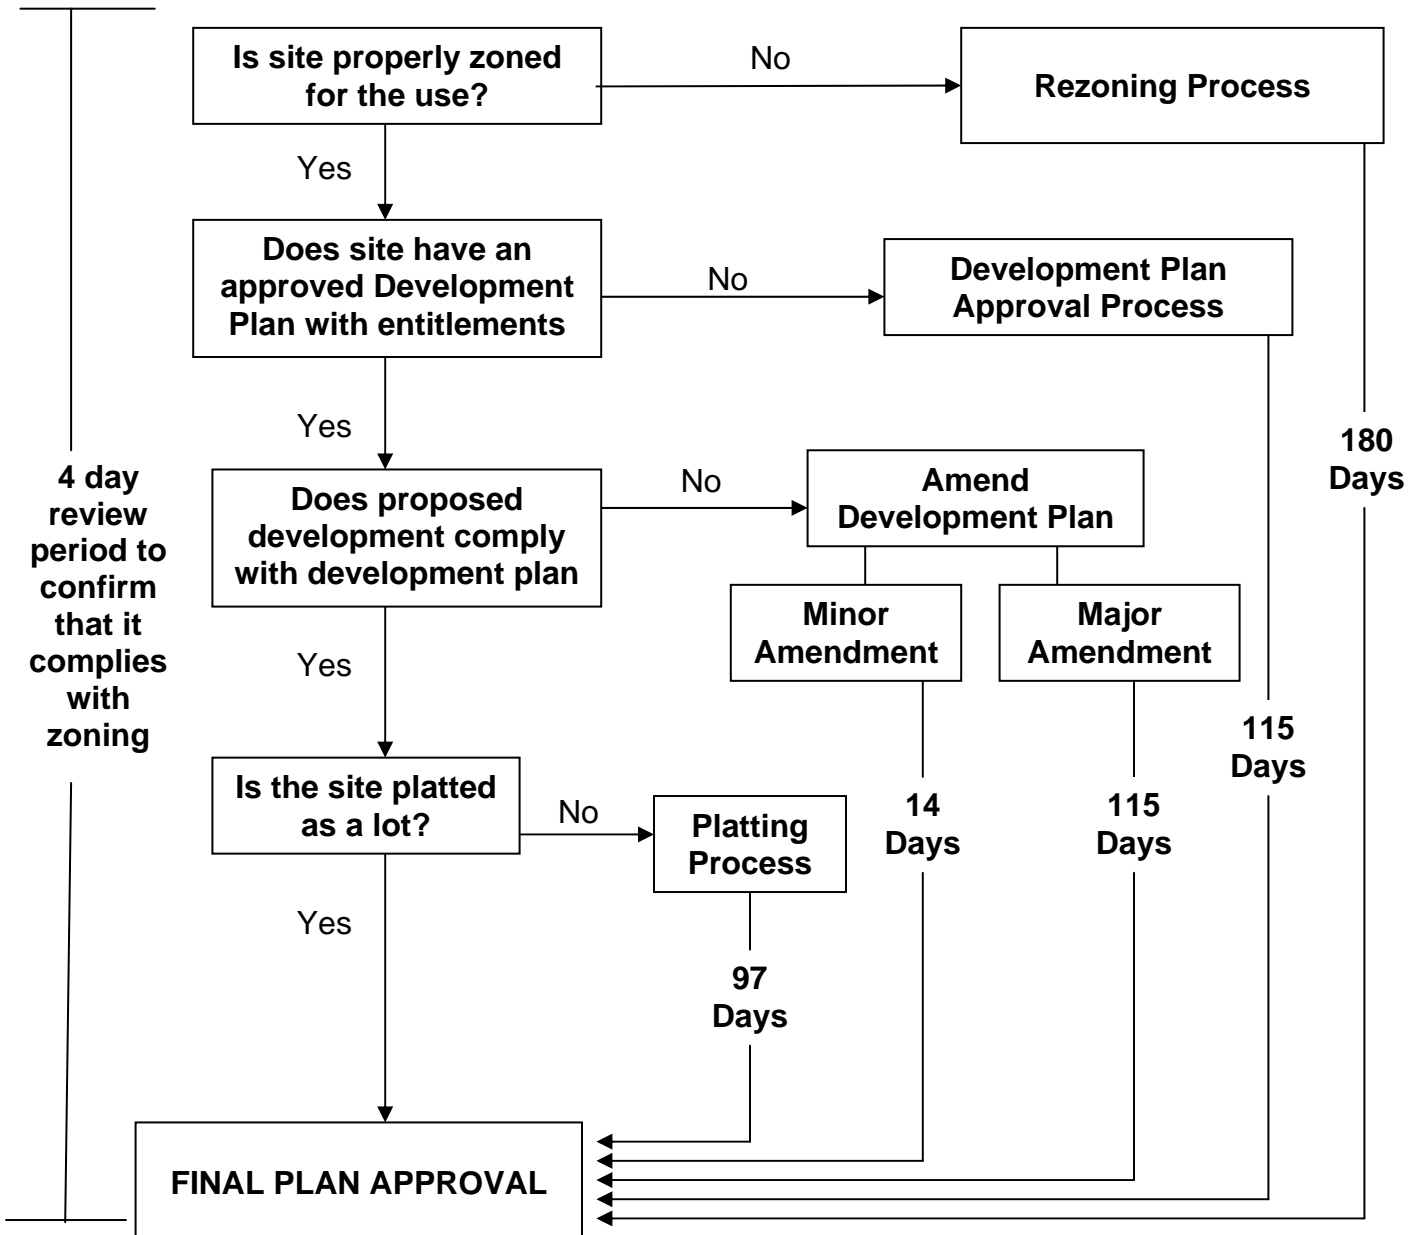 Is site properly zoned
for the use?
No
Rezoning Process
Yes
Does site have an
approved Development
Plan with entitlements
No
Development Plan
Approval Process
Yes
180
Days
4 day
review
period to
confirm
that it
complies
with
zoning
Does proposed
development comply
with development plan
No
Amend
Development Plan
Minor
Amendment
Major
Amendment
Yes
115
Days
Is the site platted
as a lot?
No
Platting
Process
14
Days
115
Days
Yes
97
Days
FINAL PLAN APPROVAL